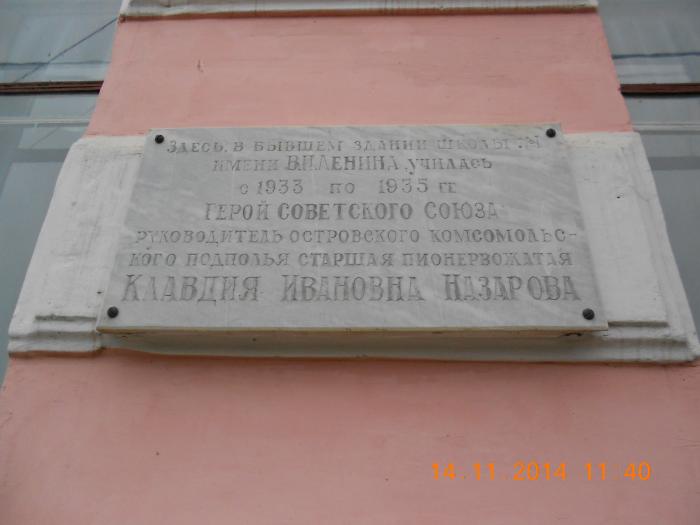 Здесь, в бывшем здании школы
имени В.И.Ленина, училась
с 1933 по 1935 гг
Герой Советского Союза
руководитель островского комсомольс-
кого подполья старшая пионервожатая
Клавдия Ивановна Назарова
14.11.2014 11:40